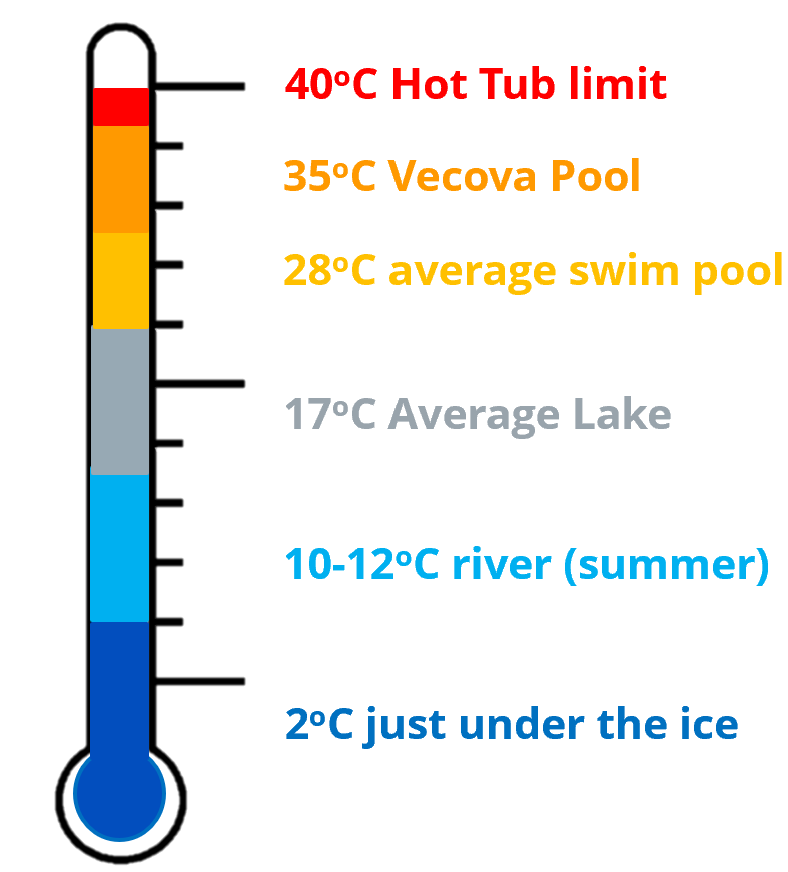 40ºC Hot Tub limit
35ºC Vecova Pool
28ºC average swim pool
17ºC Average Lake
10-12ºC river (summer)
2ºC just under the ice